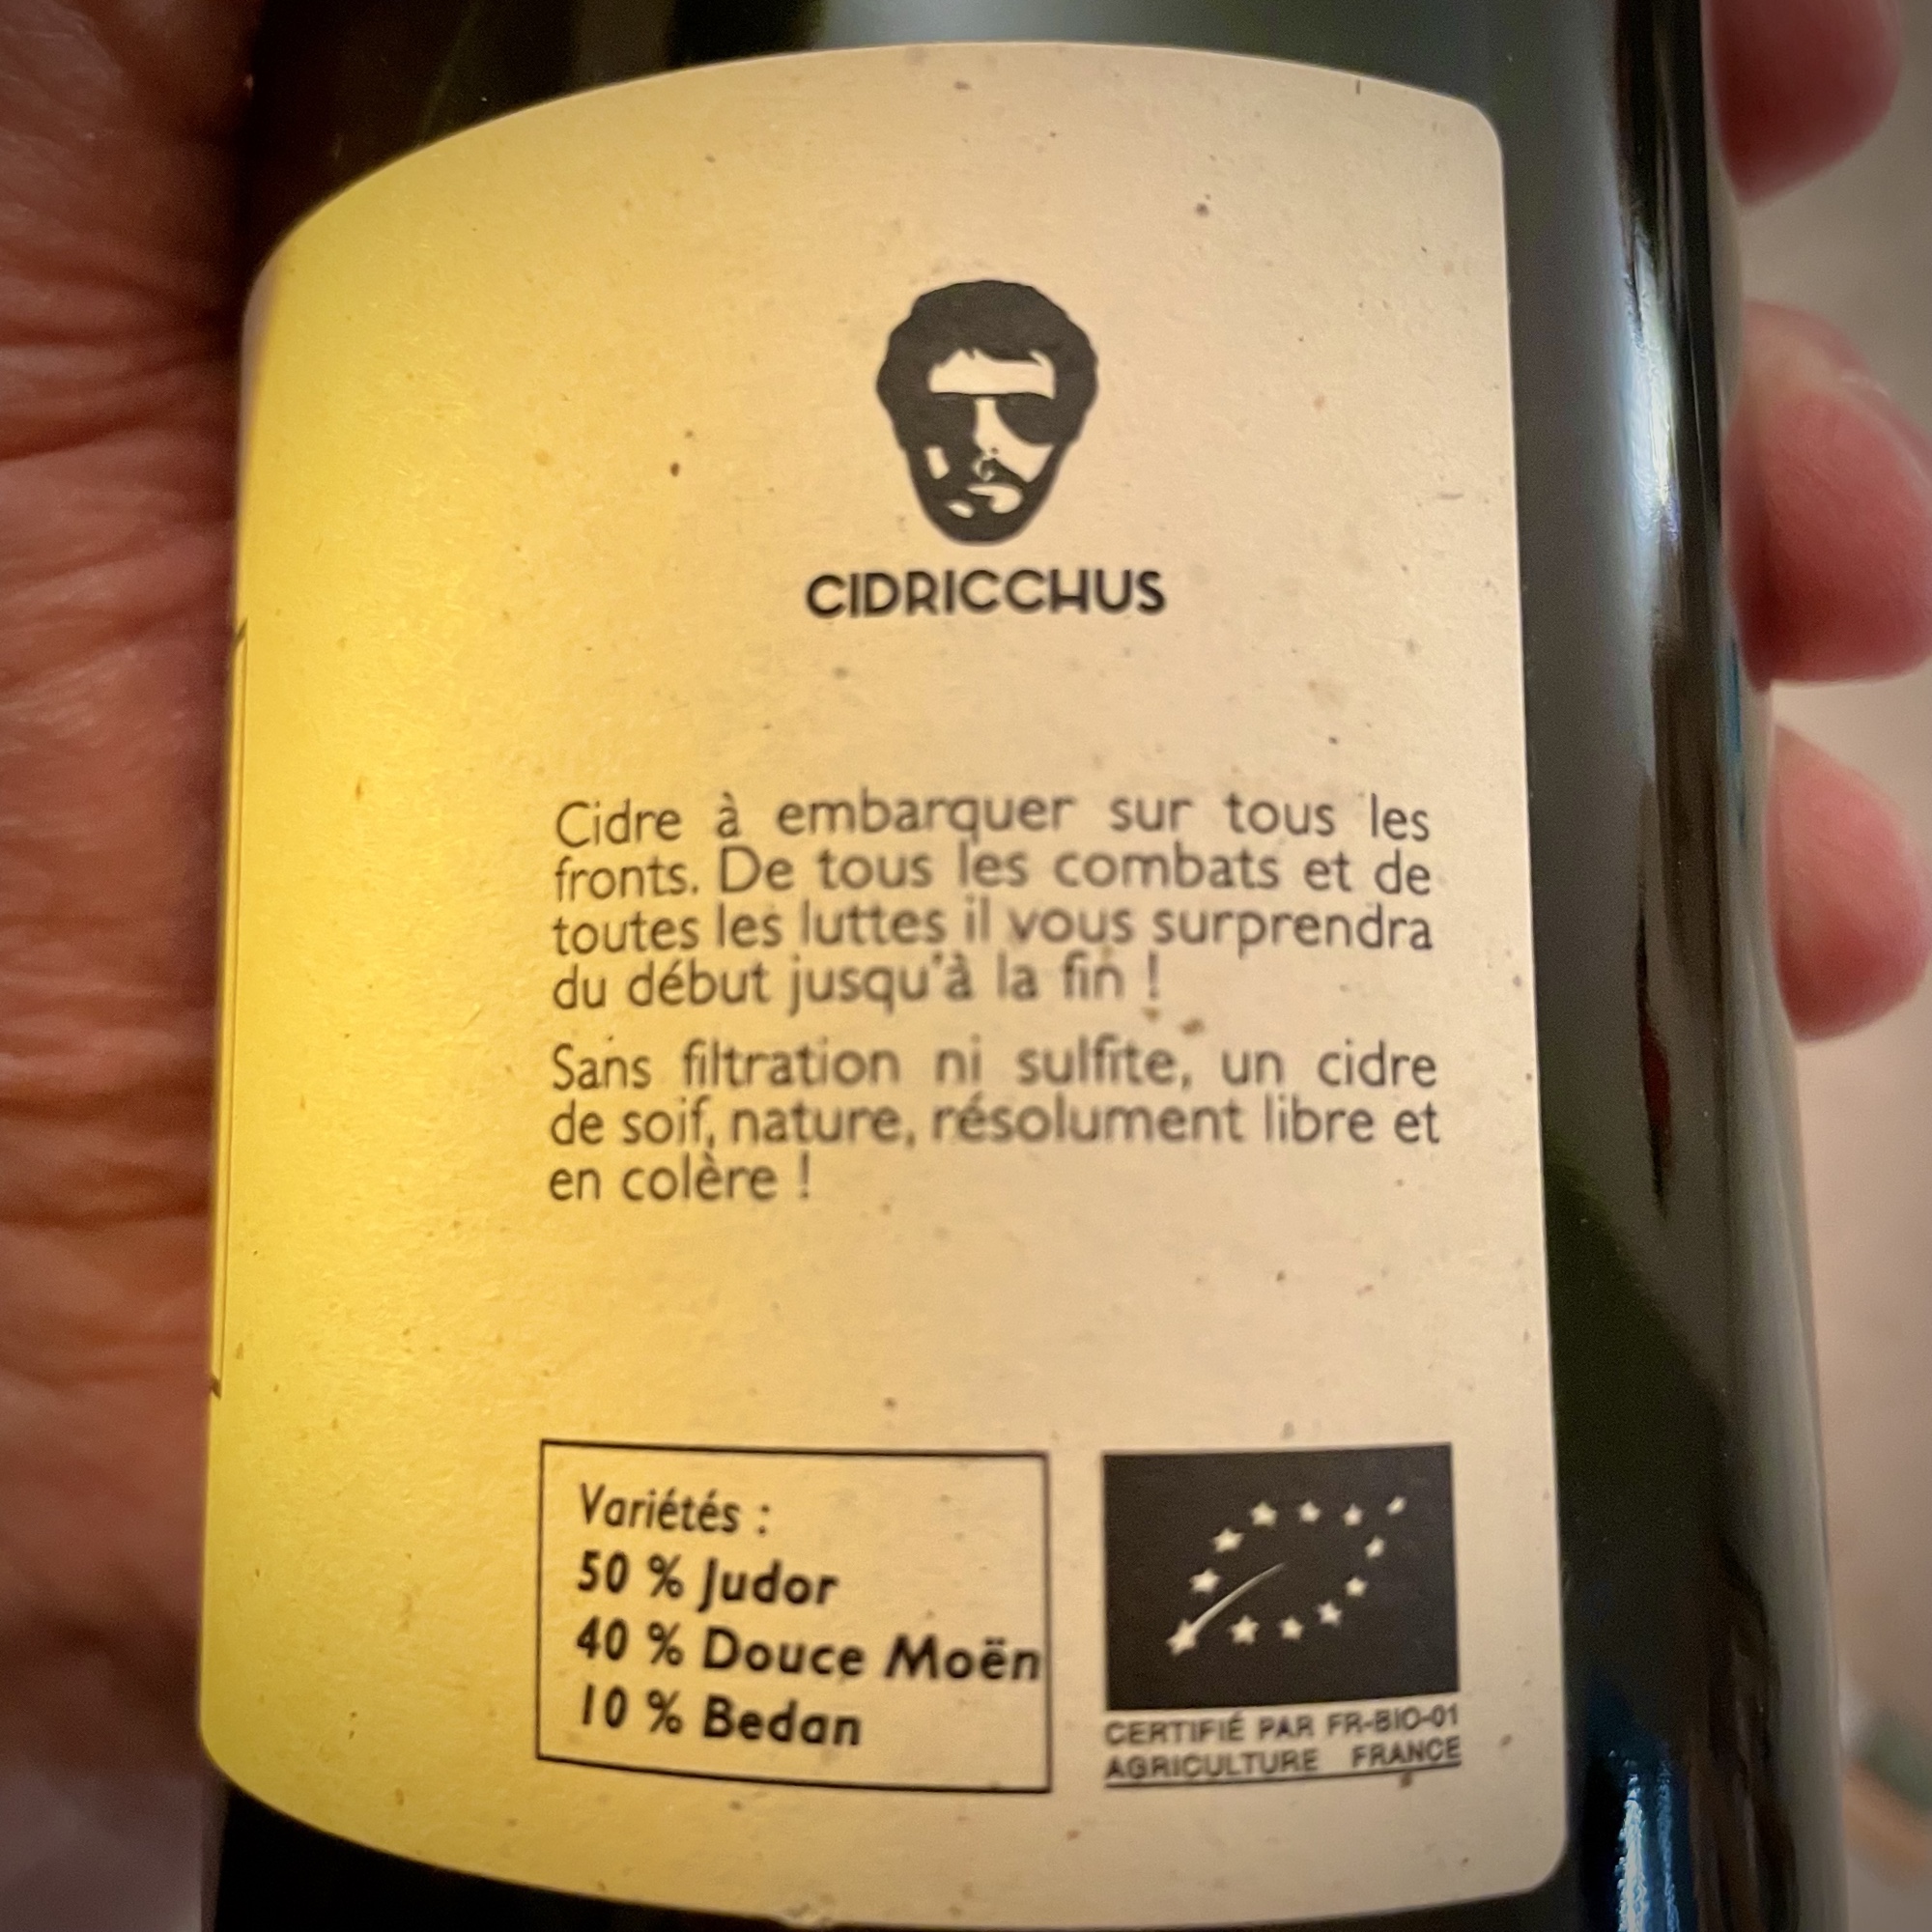 CIDRICCHUS
Cidre à embarquer sur tous les
fronts. De tous les combats et de
toutes les luttes il vous surprendra
du début jusqu'à la fin !
Sans filtration ni sulfite, un cidre
de soif, nature, résolument libre et
en colère !
Variétés :
50 % Judor
40 % Douce Moën
10 % Bedan
CERTIFIÉ PAR FR-BIO-01
AGRICULTURE FRANCE